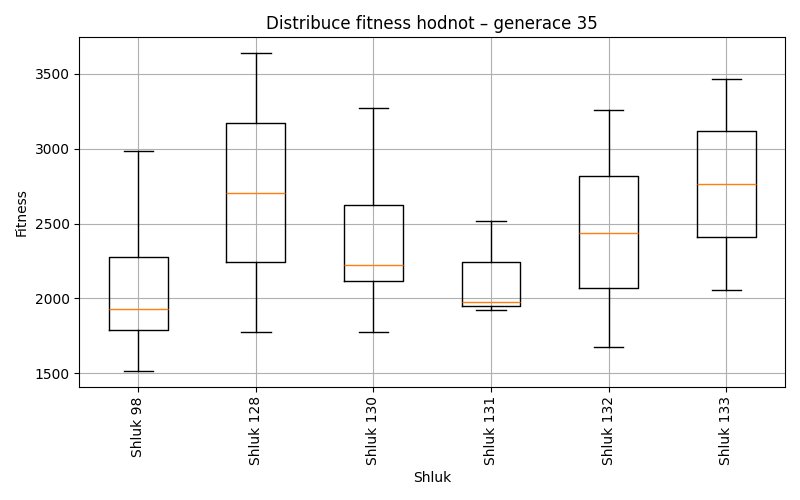 Distribuce fitness hodnot – generace 35
Fitness
3500
3000
2500
2000
1500
Shluk 98
Shluk 128
Shluk 130
Shluk 131
Shluk 132
Shluk 133
Shluk